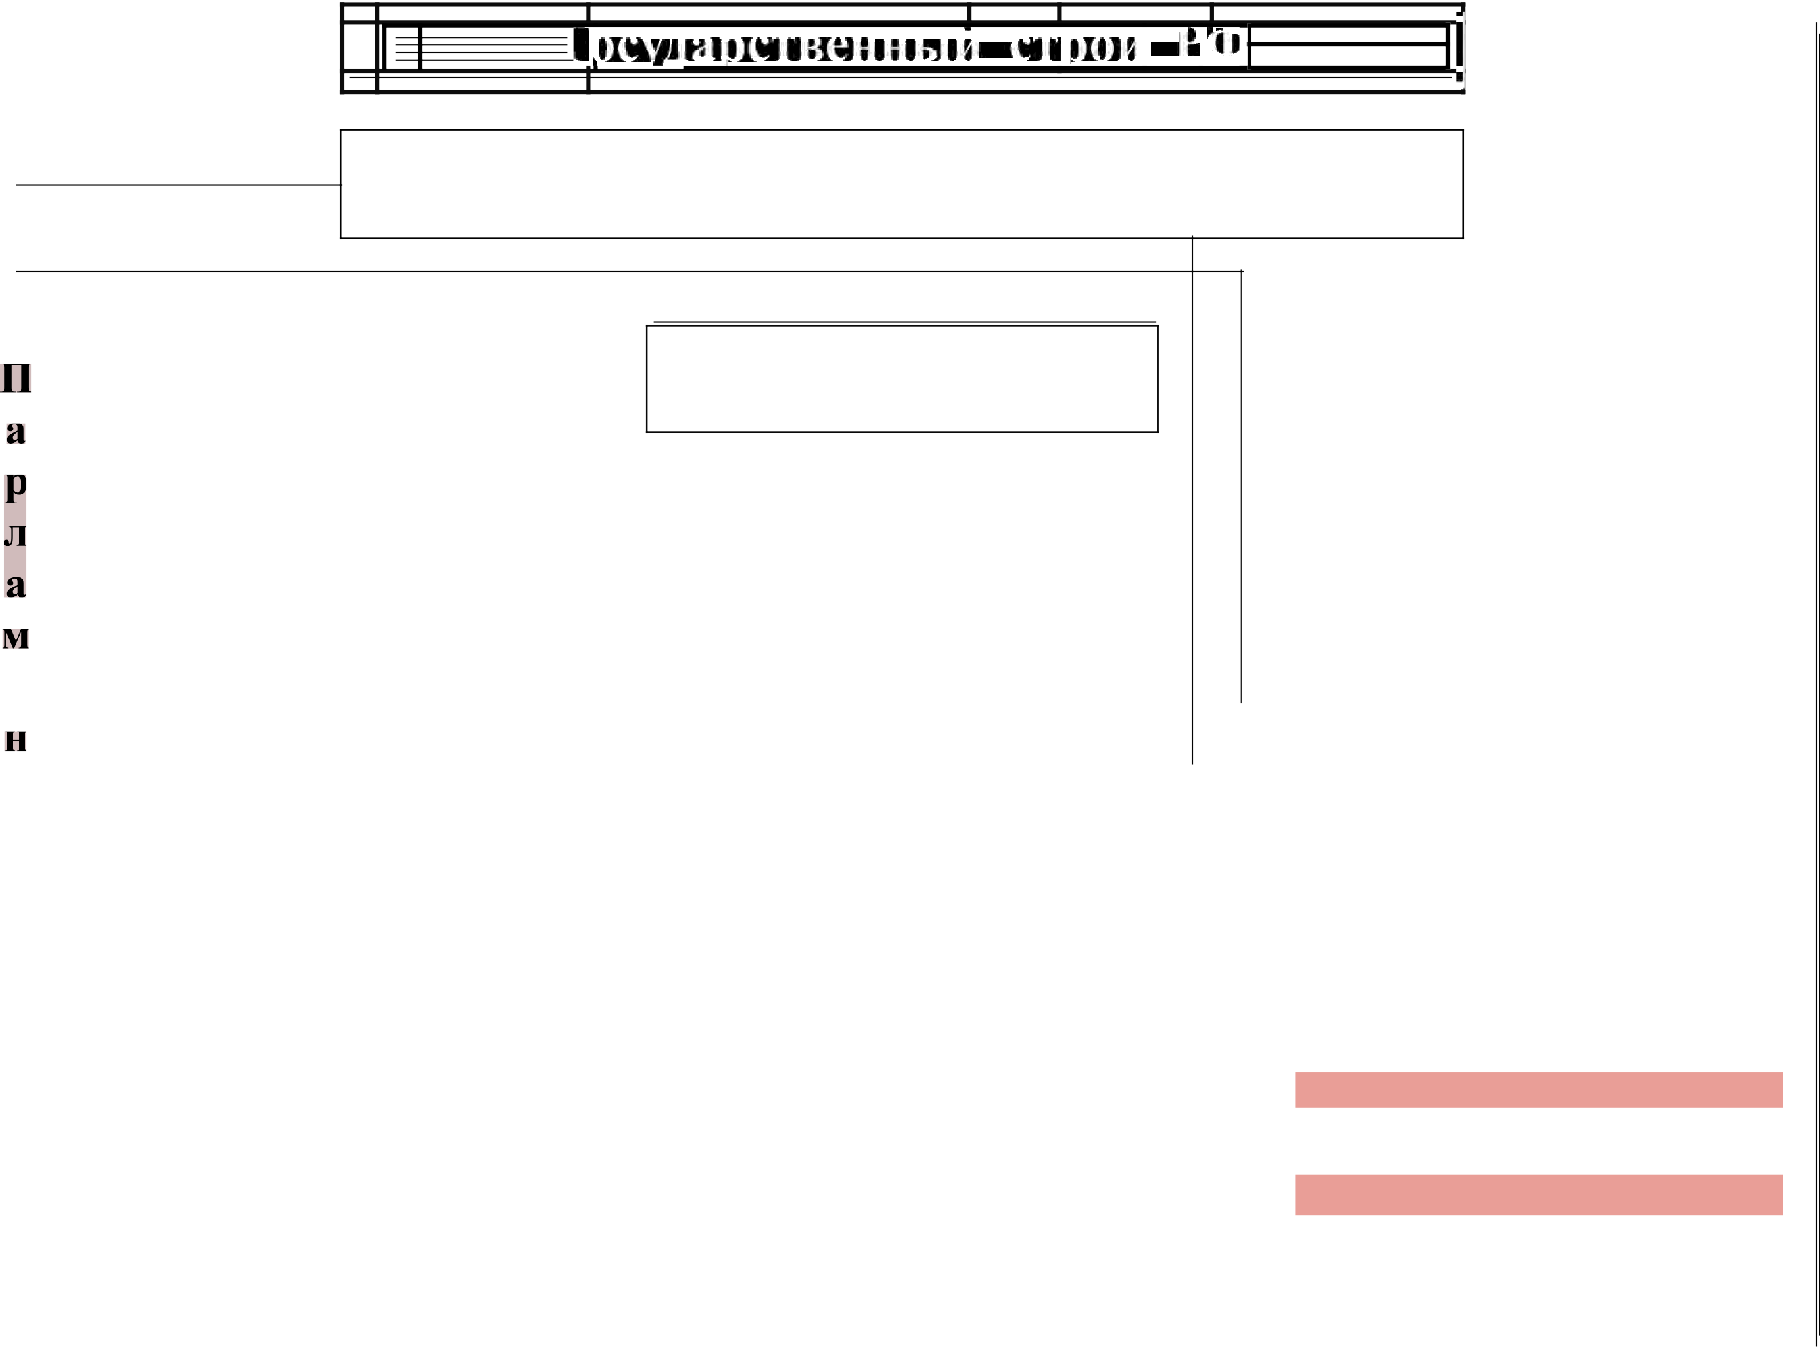 Государственный строй РФ
П
а
р
л
а
м
н